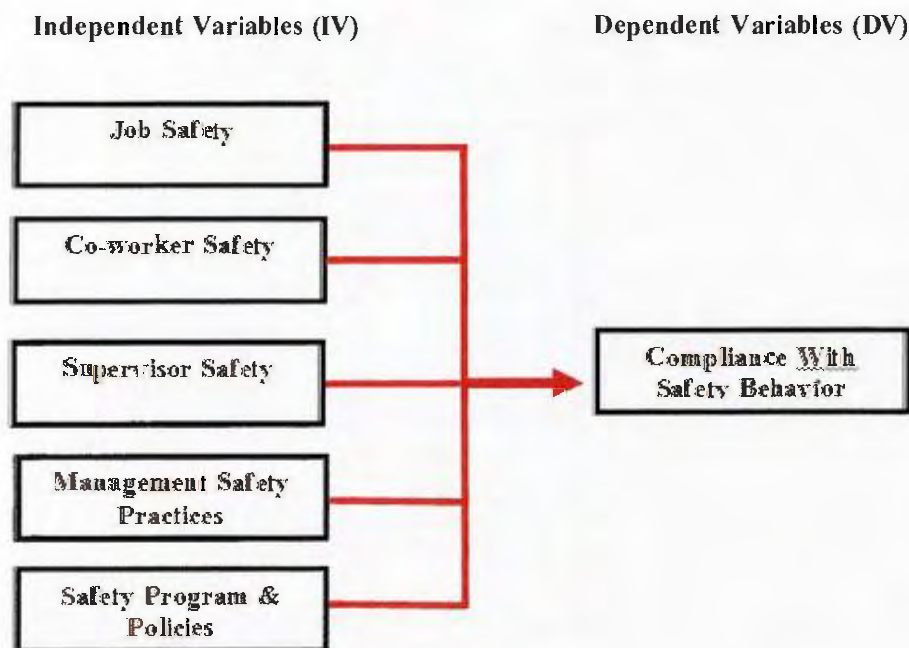 Independent Variables (IV)
Dependent Variables (DV)
Job Safety
Co-worker Safety
Supervisor Safety
Management Safety
Practices
Safety Program &
Policies
Compliance With
Safety Behavior